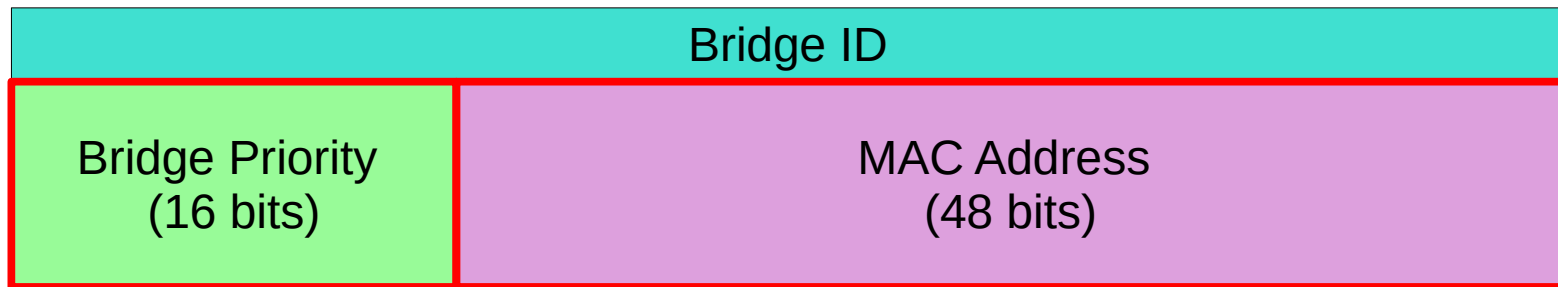 Bridge ID
Bridge Priority
(16 bits)
MAC Address
(48 bits)